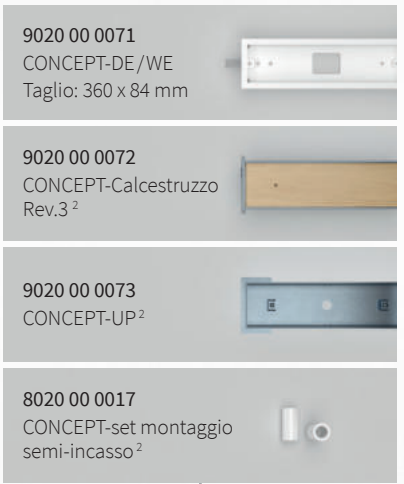 9020 00 0071
CONCEPT-DE/WE
Taglio: 360 x 84 mm
9020 00 0072
CONCEPT-Calcestruzzo
Rev.3 ²
9020 00 0073
CONCEPT-UP ²
8020 00 0017
CONCEPT-set montaggio
semi-incasso ²